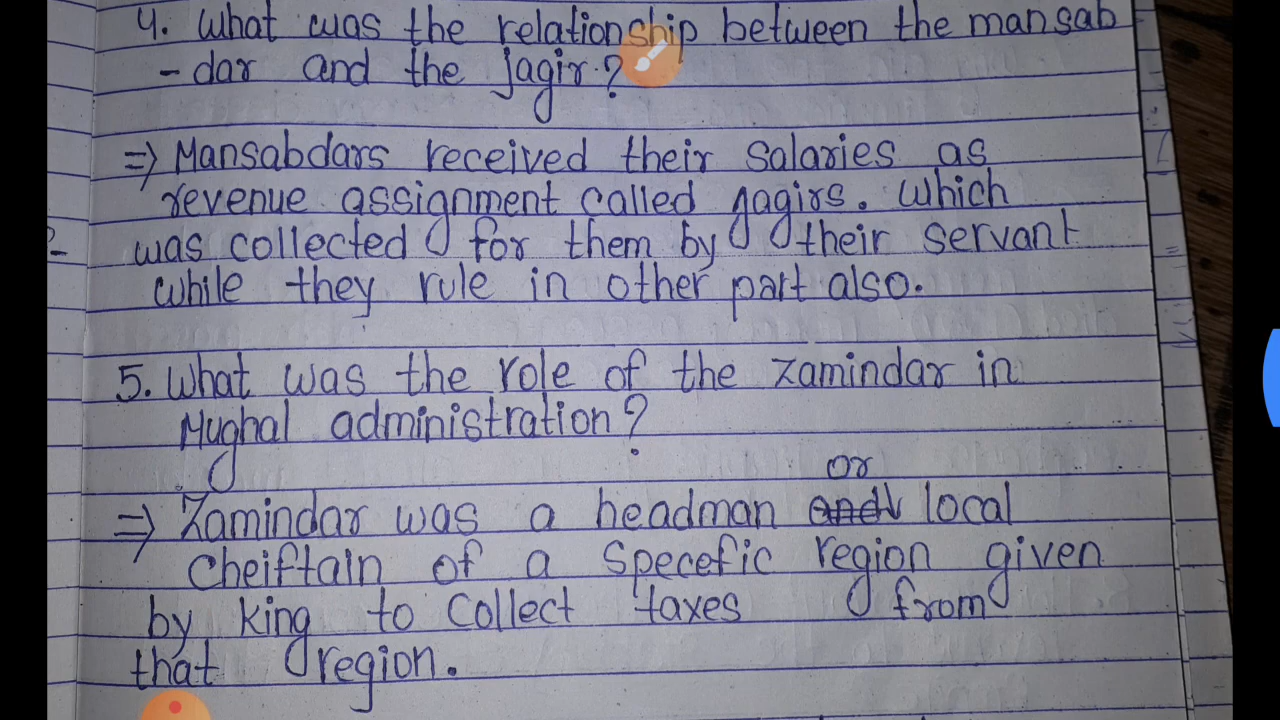 4. What was the relationship between the mansab
- dar and the jagir?
=> Mansabdars received their salaries as
revenue assignment called jagirs. which
was collected for them by their servant
while they rule in other part also.
5. What was the role of the zamindar in
Mughal administration?
or
=> Zamindar was a headman and local
cheiftain of a specefic region given
by king to collect taxes from
that region.